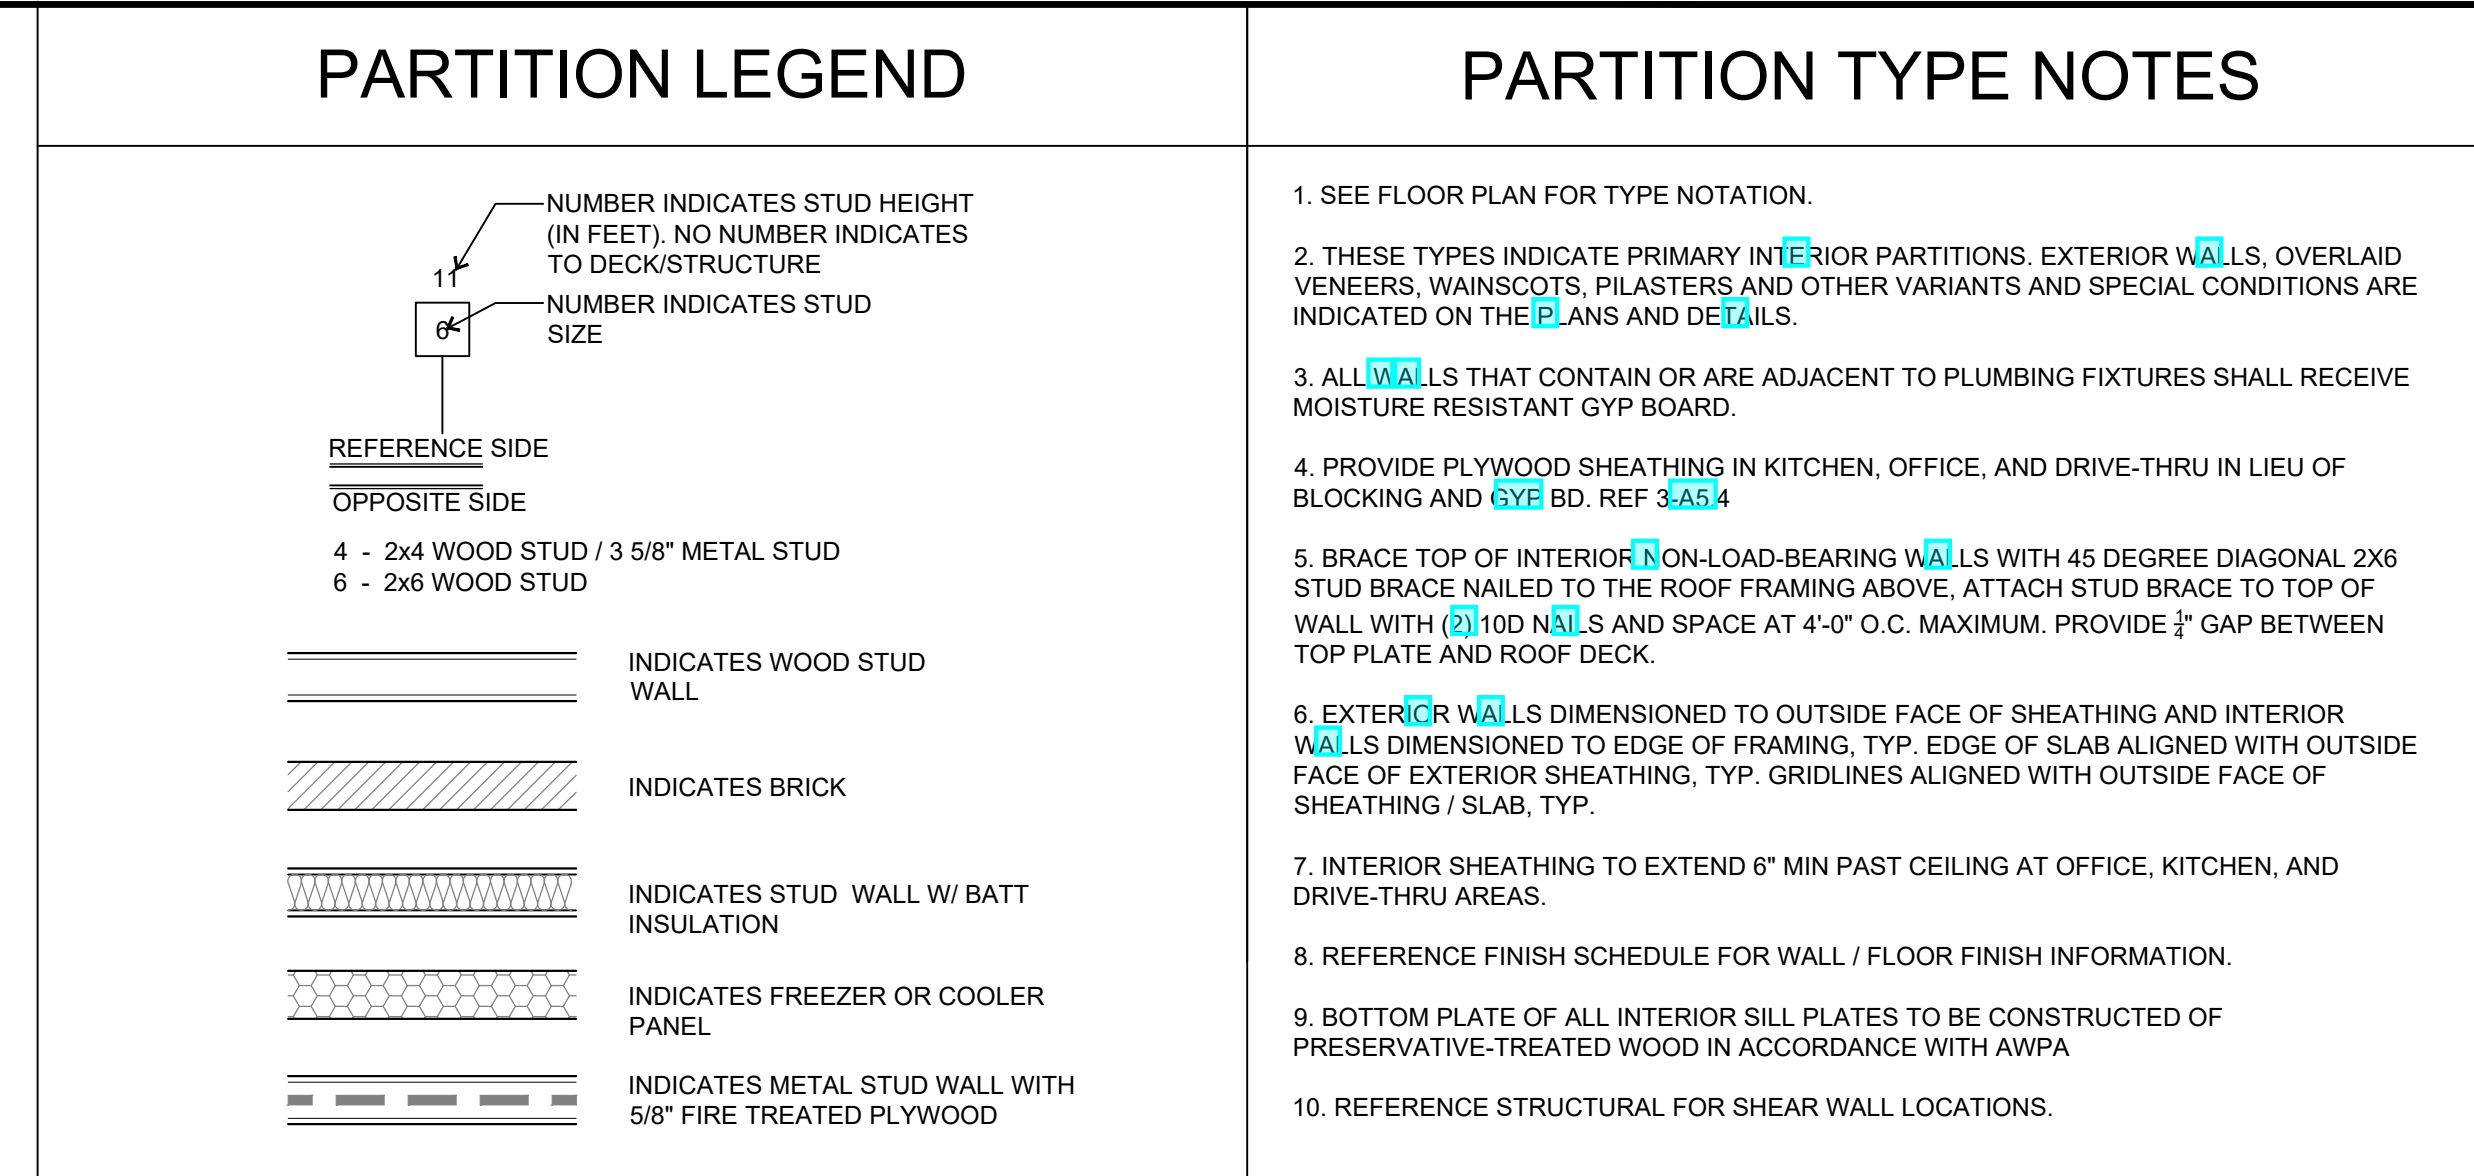 PARTITION LEGEND
NUMBER INDICATES STUD HEIGHT
(IN FEET). NO NUMBER INDICATES
TO DECK/STRUCTURE
11
NUMBER INDICATES STUD
SIZE
6
REFERENCE SIDE
OPPOSITE SIDE
4 - 2x4 WOOD STUD / 3 5/8" METAL STUD
6 - 2x6 WOOD STUD
INDICATES WOOD STUD
WALL
INDICATES BRICK
INDICATES STUD WALL W/ BATT
INSULATION
INDICATES FREEZER OR COOLER
PANEL
INDICATES METAL STUD WALL WITH
5/8" FIRE TREATED PLYWOOD
PARTITION TYPE NOTES
1. SEE FLOOR PLAN FOR TYPE NOTATION.
2. THESE TYPES INDICATE PRIMARY INTERIOR PARTITIONS. EXTERIOR WALLS, OVERLAID
VENEERS, WAINSCOTS, PILASTERS AND OTHER VARIANTS AND SPECIAL CONDITIONS ARE
INDICATED ON THE PLANS AND DETAILS.
3. ALL WALLS THAT CONTAIN OR ARE ADJACENT TO PLUMBING FIXTURES SHALL RECEIVE
MOISTURE RESISTANT GYP BOARD.
4. PROVIDE PLYWOOD SHEATHING IN KITCHEN, OFFICE, AND DRIVE-THRU IN LIEU OF
BLOCKING AND GYP BD. REF 3-A5.4
5. BRACE TOP OF INTERIOR NON-LOAD-BEARING WALLS WITH 45 DEGREE DIAGONAL 2X6
STUD BRACE NAILED TO THE ROOF FRAMING ABOVE, ATTACH STUD BRACE TO TOP OF
WALL WITH (2) 10D NAILS AND SPACE AT 4'-0" O.C. MAXIMUM. PROVIDE 1/4" GAP BETWEEN
TOP PLATE AND ROOF DECK.
6. EXTERIOR WALLS DIMENSIONED TO OUTSIDE FACE OF SHEATHING AND INTERIOR
WALLS DIMENSIONED TO EDGE OF FRAMING, TYP. EDGE OF SLAB ALIGNED WITH OUTSIDE
FACE OF EXTERIOR SHEATHING, TYP. GRIDLINES ALIGNED WITH OUTSIDE FACE OF
SHEATHING / SLAB, TYP.
7. INTERIOR SHEATHING TO EXTEND 6" MIN PAST CEILING AT OFFICE, KITCHEN, AND
DRIVE-THRU AREAS.
8. REFERENCE FINISH SCHEDULE FOR WALL / FLOOR FINISH INFORMATION.
9. BOTTOM PLATE OF ALL INTERIOR SILL PLATES TO BE CONSTRUCTED OF
PRESERVATIVE-TREATED WOOD IN ACCORDANCE WITH AWPA
10. REFERENCE STRUCTURAL FOR SHEAR WALL LOCATIONS.